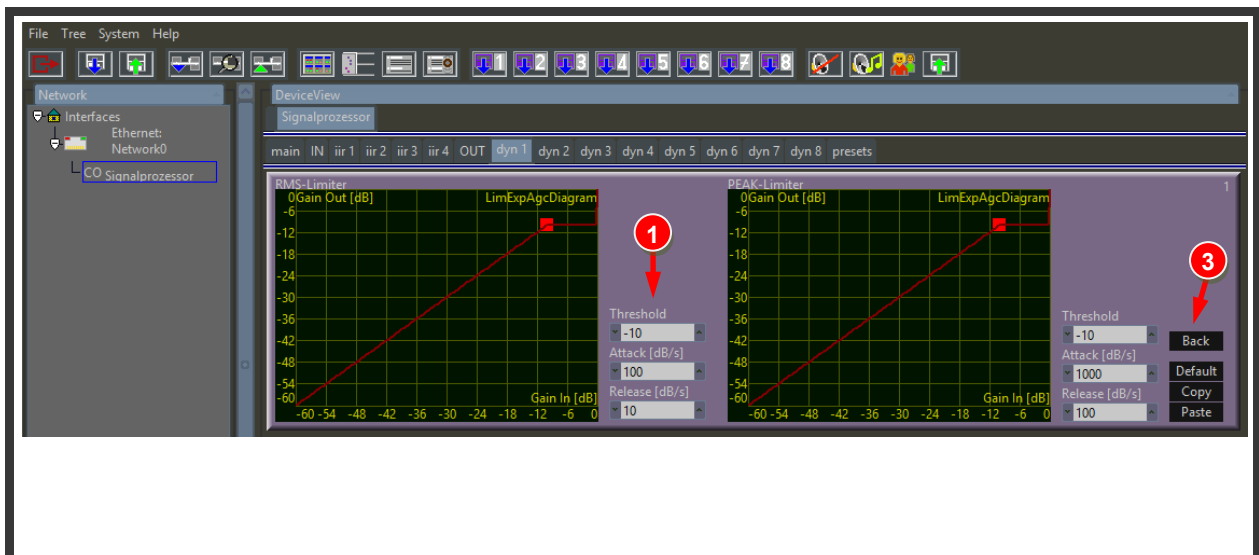 File Tree System Help
1 2 3 4 5 6 7 8
Network
DeviceView
Interfaces
Ethernet:
Network0
CO Signalprozessor
Signalprozessor
main IN iir 1 iir 2 iir 3 iir 4 OUT dyn 1 dyn 2 dyn 3 dyn 4 dyn 5 dyn 6 dyn 7 dyn 8 presets
RMS-Limiter
0 Gain Out [dB] LimExpAgcDiagram
-6
-12
-18
-24
-30
-36
-42
-48
-54
-60
Gain In [dB]
-60 -54 -48 -42 -36 -30 -24 -18 -12 -6 0
1
Threshold
-10
Attack [dB/s]
100
Release [dB/s]
10
PEAK-Limiter
0 Gain Out [dB] LimExpAgcDiagram
-6
-12
-18
-24
-30
-36
-42
-48
-54
-60
Gain In [dB]
-60 -54 -48 -42 -36 -30 -24 -18 -12 -6 0
1
3
Threshold
-10
Attack [dB/s]
1000
Release [dB/s]
100
Back
Default
Copy
Paste